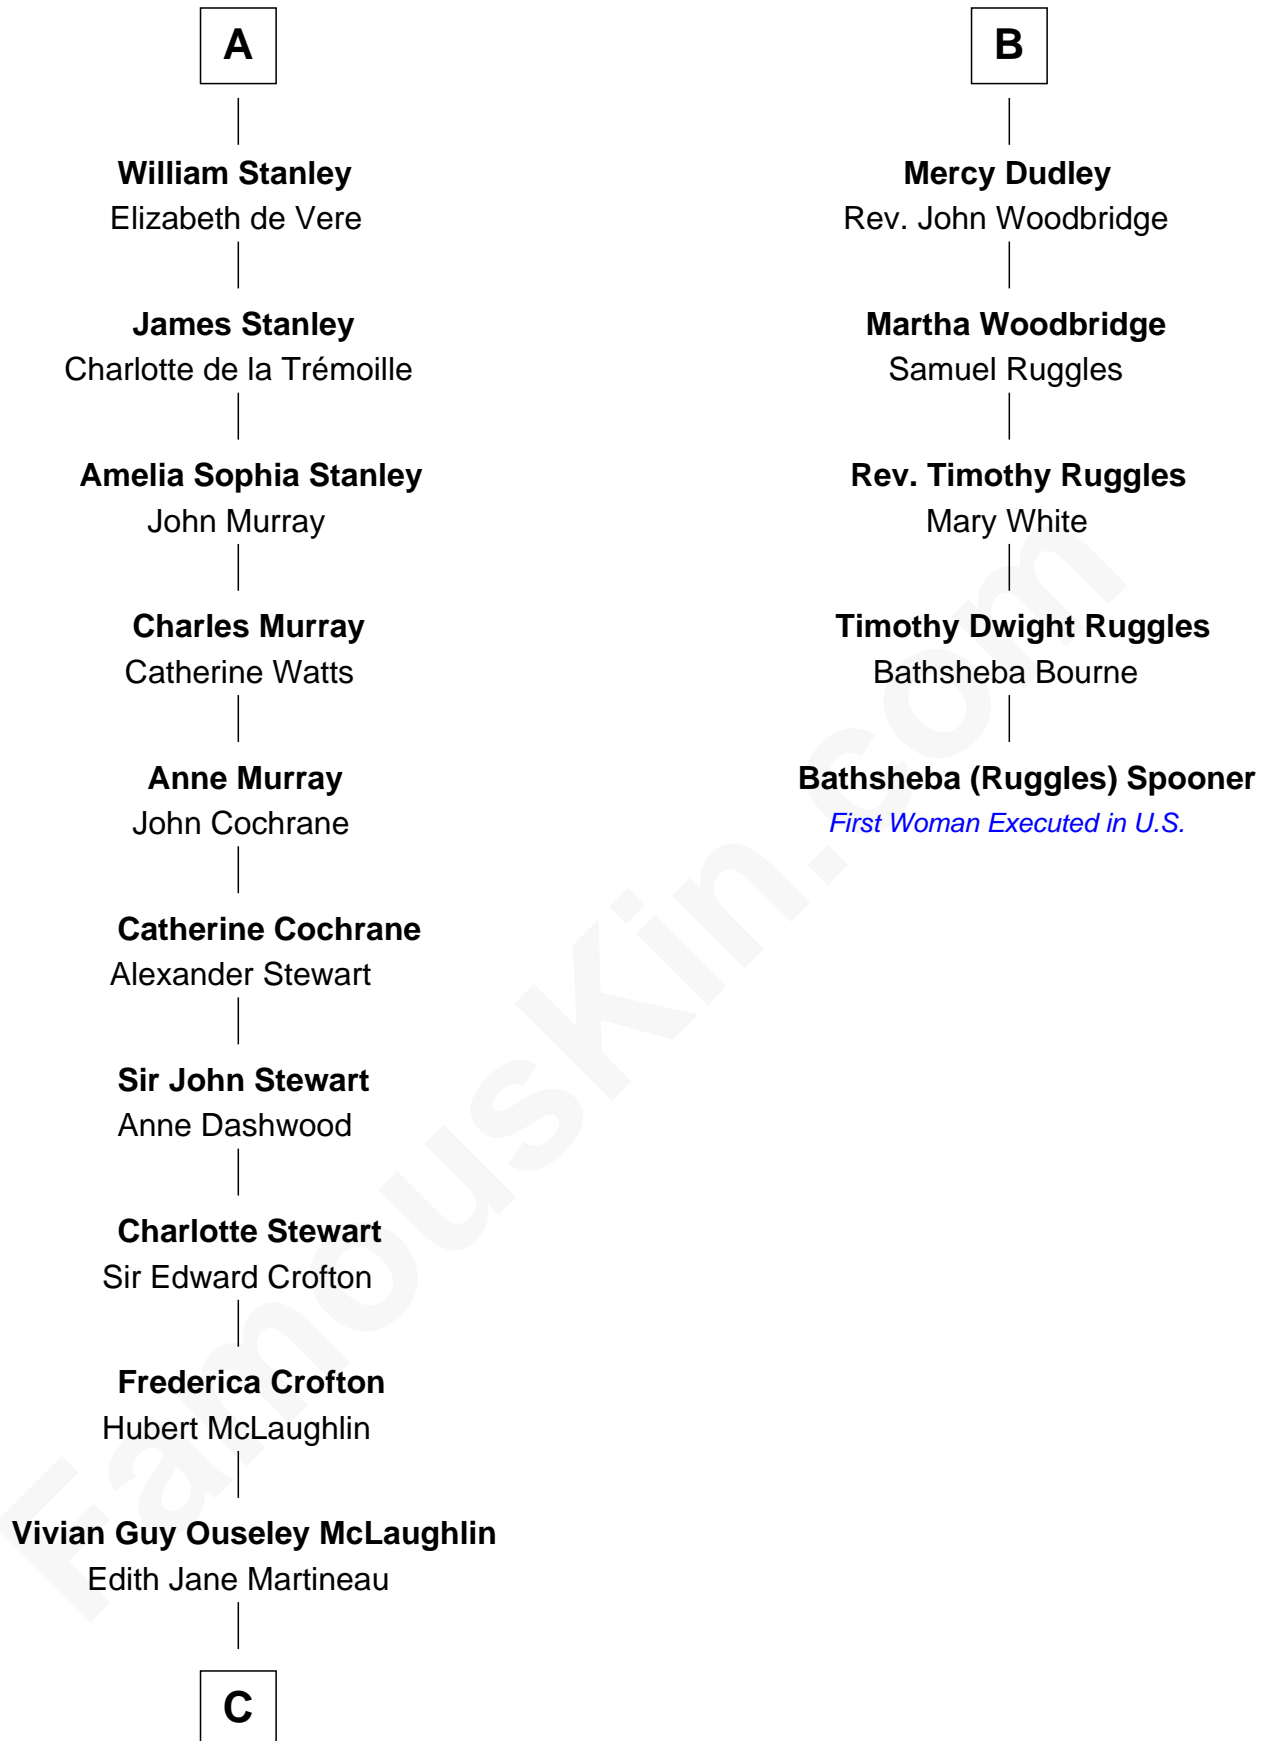 A
William Stanley
Elizabeth de Vere
James Stanley
Charlotte de la Trémoille
Amelia Sophia Stanley
John Murray
Charles Murray
Catherine Watts
Anne Murray
John Cochrane
Catherine Cochrane
Alexander Stewart
Sir John Stewart
Anne Dashwood
Charlotte Stewart
Sir Edward Crofton
Frederica Crofton
Hubert McLaughlin
Vivian Guy Ouseley McLaughlin
Edith Jane Martineau
C
B
Mercy Dudley
Rev. John Woodbridge
Martha Woodbridge
Samuel Ruggles
Rev. Timothy Ruggles
Mary White
Timothy Dwight Ruggles
Bathsheba Bourne
Bathsheba (Ruggles) Spooner
First Woman Executed in U.S.
FamousKin.com